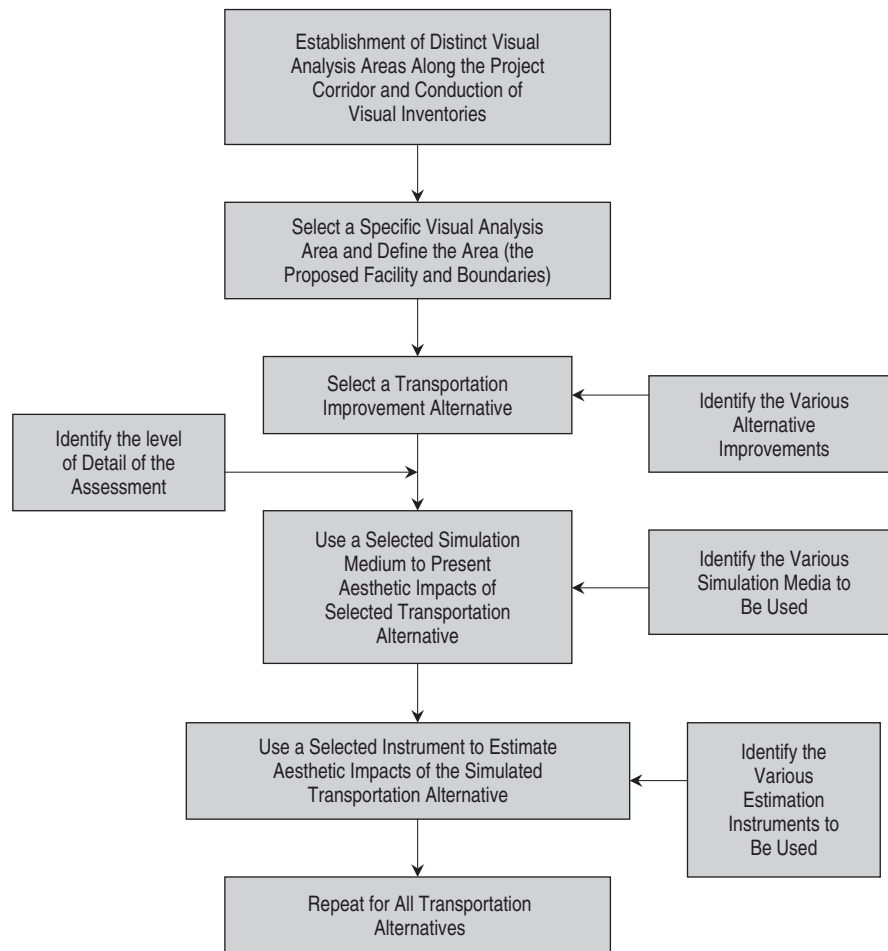 Establishment of Distinct Visual
Analysis Areas Along the Project
Corridor and Conduction of
Visual Inventories
Select a Specific Visual Analysis
Area and Define the Area (the
Proposed Facility and Boundaries)
Select a Transportation
Improvement Alternative
Identify the Various
Alternative
Improvements
Identify the level
of Detail of the
Assessment
Use a Selected Simulation
Medium to Present
Aesthetic Impacts of
Selected Transportation
Alternative
Identify the Various
Simulation Media to
Be Used
Use a Selected Instrument to Estimate
Aesthetic Impacts of the Simulated
Transportation Alternative
Identify the
Various
Estimation
Instruments to
Be Used
Repeat for All Transportation
Alternatives